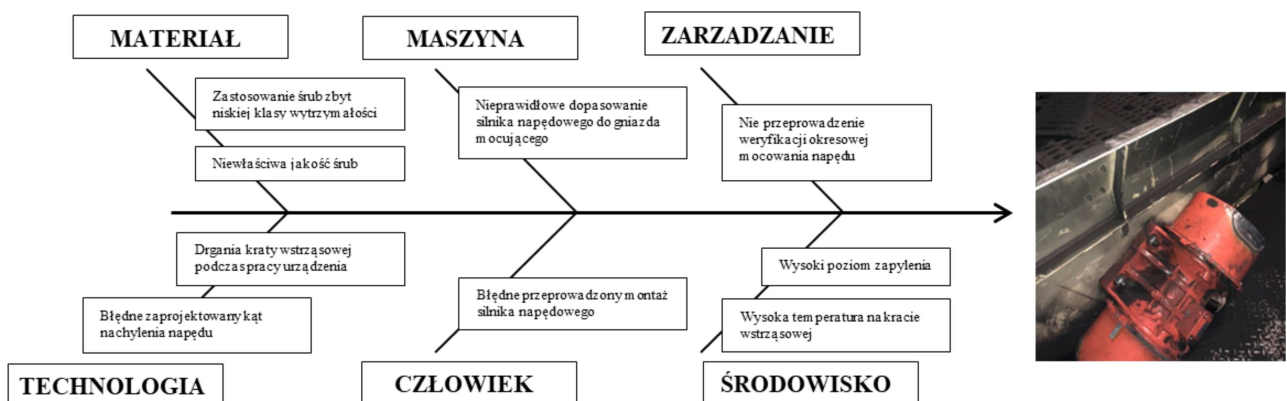 MATERIAŁ
MASZYNA
ZARZĄDZANIE
Zastosowanie śrub zbyt
niskiej klasy wytrzymałości
Niewłaściwa jakość śrub
Nieprawidłowe dopasowanie
silnika napędowego do gniazda
mocującego
Nie przeprowadzenie
weryfikacji okresowej
mocowania napędu
Drgania kraty wstrząsowej
podczas pracy urządzenia
Błędne zaprojektowany kąt
nachylenia napędu
Błędne przeprowadzony montaż
silnika napędowego
Wysoki poziom zapylenia
Wysoka temperatura na kracie
wstrząsowej
TECHNOLOGIA
CZŁOWIEK
ŚRODOWISKO